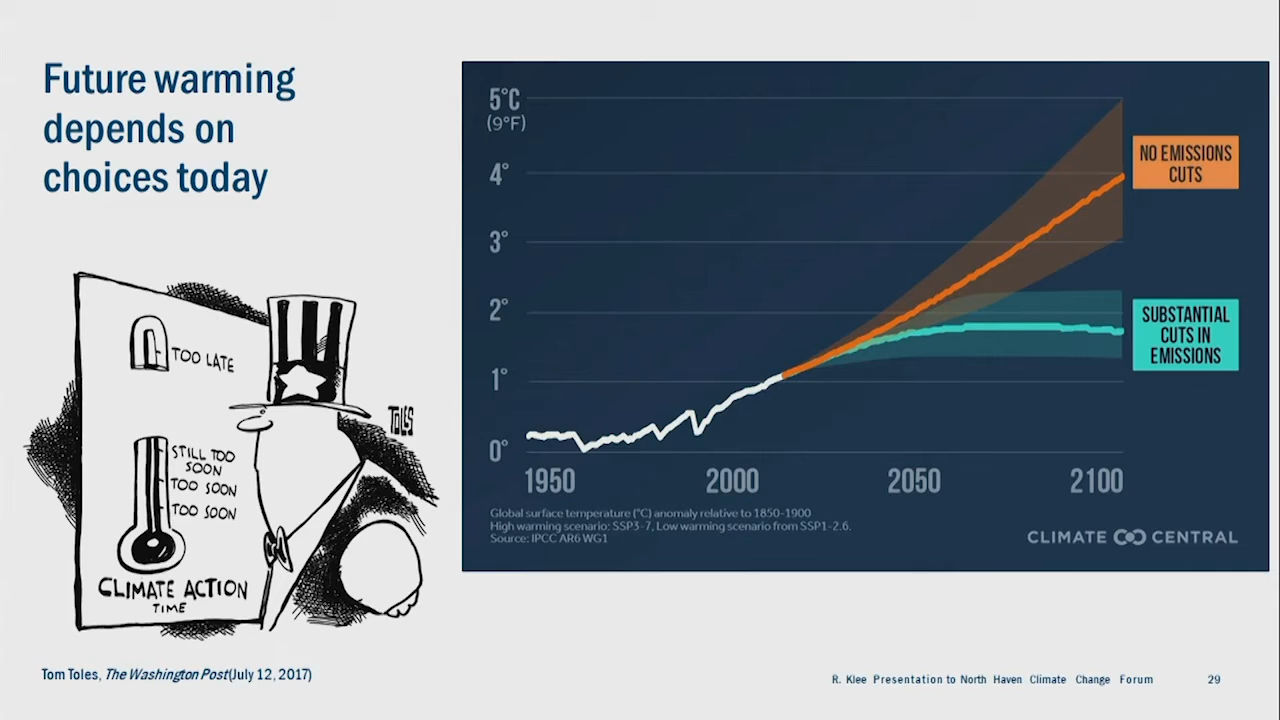 Future warming
depends on
choices today
TOO LATE
STILL TOO
SOON
TOO SOON
TOO SOON
CLIMATE ACTION
TIME
TOLES
Tom Toles, The Washington Post(July 12, 2017)
5°C
(9°F)
4°
3°
2°
1°
0°
1950 2000 2050 2100
NO EMISSIONS
CUTS
SUBSTANTIAL
CUTS IN
EMISSIONS
Global surface temperature (°C) anomaly relative to 1850-1900
High warming scenario: SSP3-7, Low warming scenario from SSP1-2.6.
Source: IPCC AR6 WG1
CLIMATE CENTRAL
R. Klee Presentation to North Haven Climate Change Forum 29